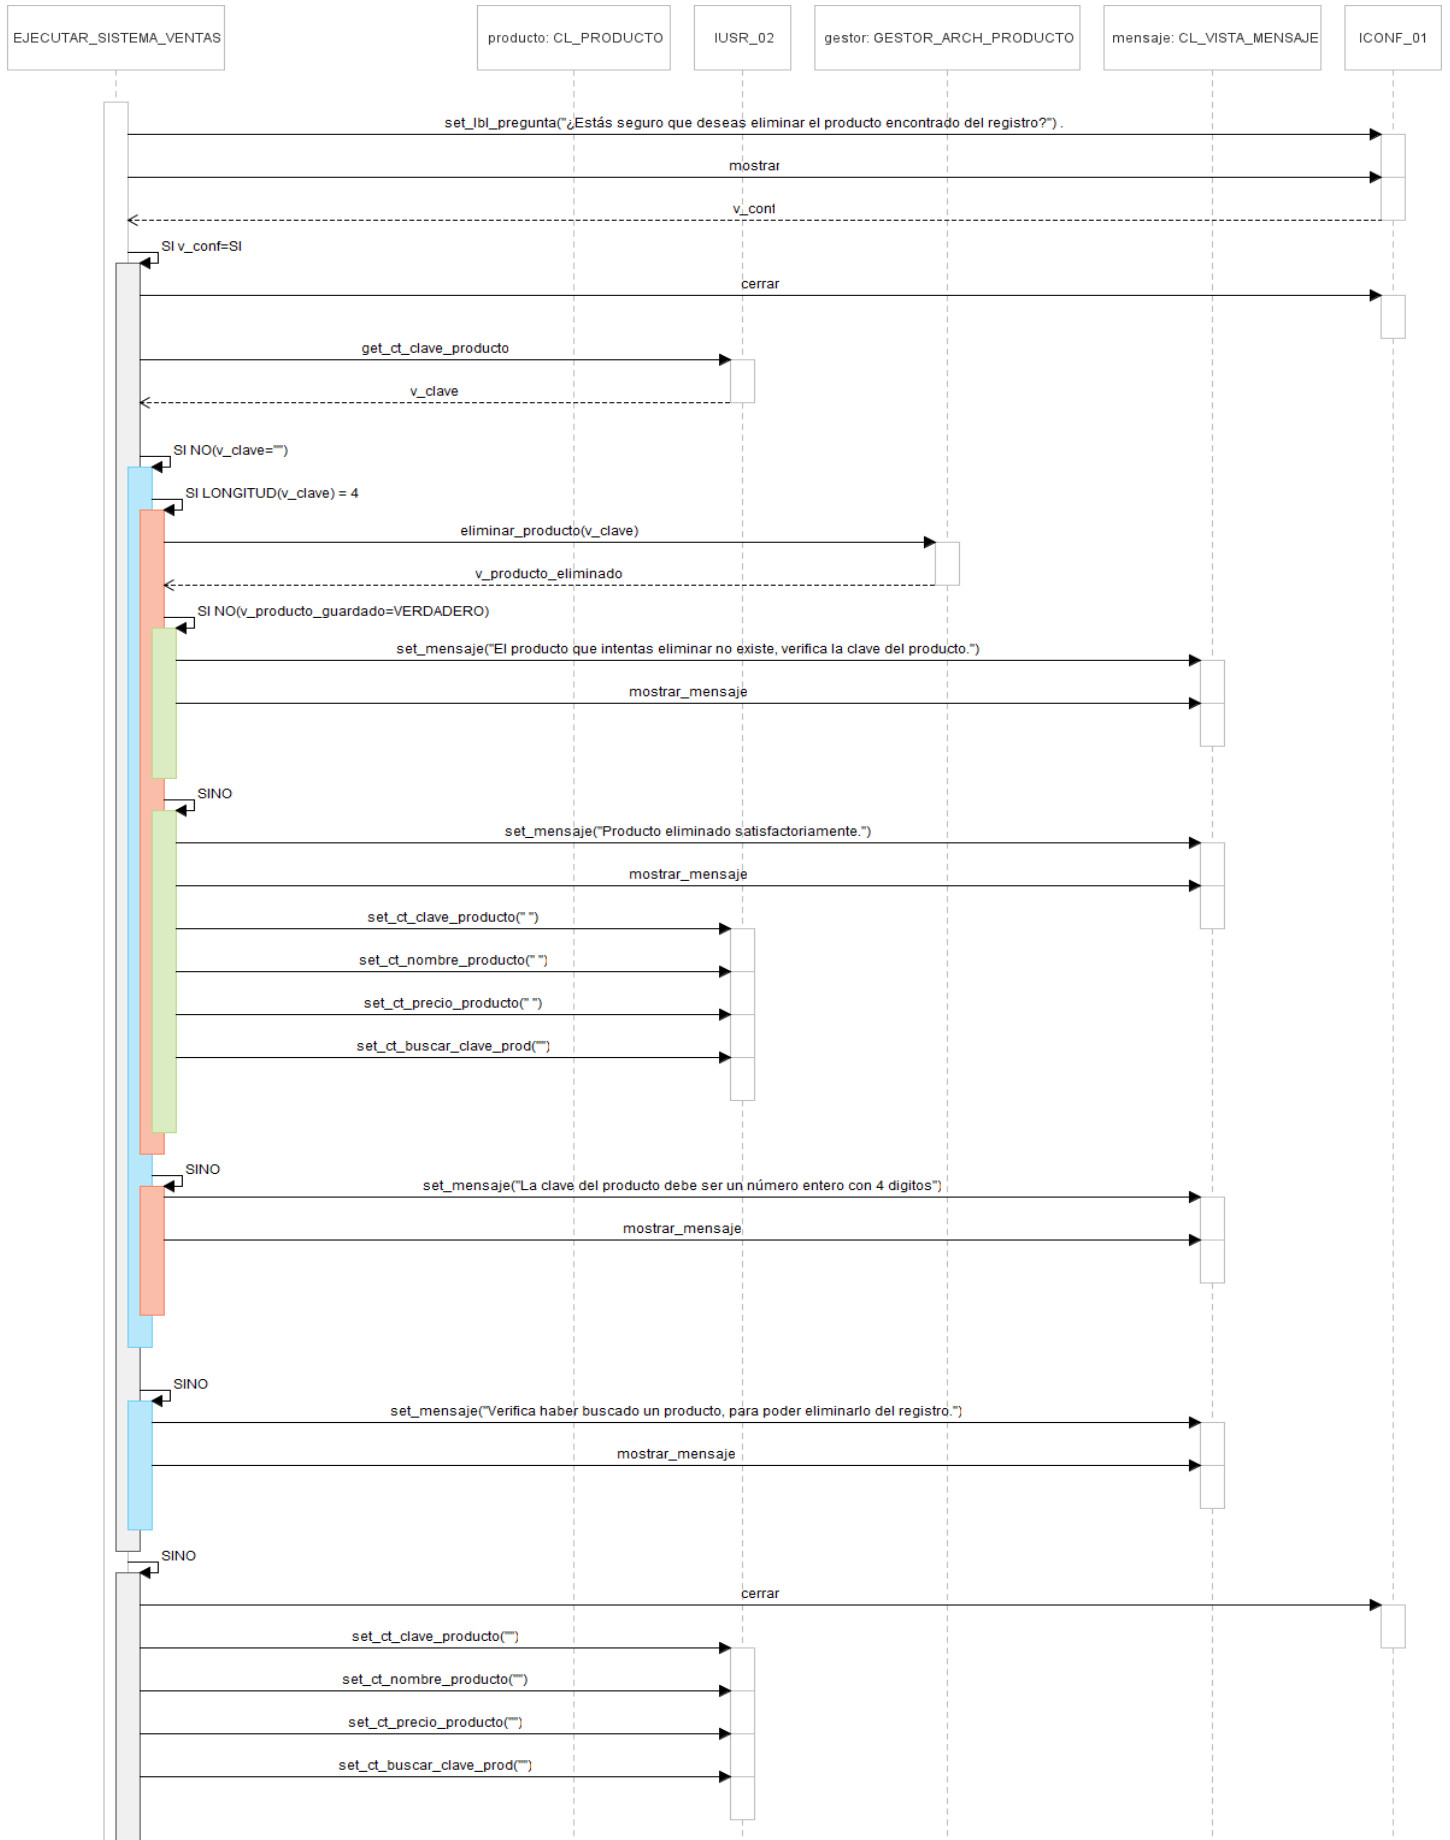 EJECUTAR_SISTEMA_VENTAS
producto: CL_PRODUCTO
IUSR_02
gestor: GESTOR_ARCH_PRODUCTO
mensaje: CL_VISTA_MENSAJE
ICONF_01
set_lbl_pregunta("¿Estás seguro que deseas eliminar el producto encontrado del registro?") .
mostrar
v_conf
SI v_conf=SI
cerrar
get_ct_clave_producto
v_clave
SI NO(v_clave="")
SI LONGITUD(v_clave) = 4
eliminar_producto(v_clave)
v_producto_eliminado
SI NO(v_producto_guardado=VERDADERO)
set_mensaje("El producto que intentas eliminar no existe, verifica la clave del producto.")
mostrar_mensaje
SINO
set_mensaje("Producto eliminado satisfactoriamente.")
mostrar_mensaje
set_ct_clave_producto(" ")
set_ct_nombre_producto(" ")
set_ct_precio_producto(" ")
set_ct_buscar_clave_prod("")
SINO
set_mensaje("La clave del producto debe ser un número entero con 4 digitos")
mostrar_mensaje
SINO
set_mensaje("Verifica haber buscado un producto, para poder eliminarlo del registro.")
mostrar_mensaje
SINO
cerrar
set_ct_clave_producto("")
set_ct_nombre_producto("")
set_ct_precio_producto("")
set_ct_buscar_clave_prod("")